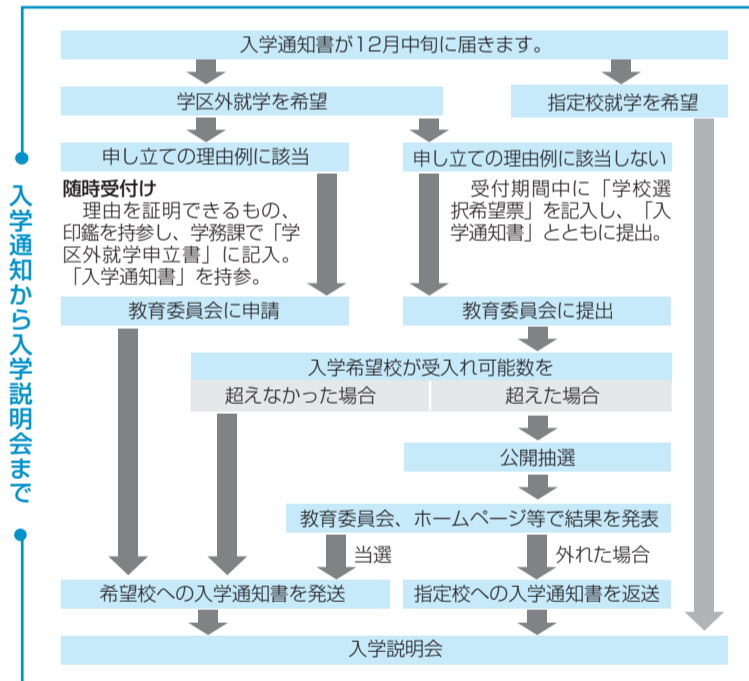 入学通知から入学説明会まで
入学通知書が12月中旬に届きます。
学区外就学を希望
指定校就学を希望
申し立ての理由例に該当
申し立ての理由例に該当しない
随時受付け
理由を証明できるもの、
印鑑を持参し、学務課で「学
区外就学申立書」に記入。
「入学通知書」を持参。
受付期間中に「学校選
択希望票」を記入し、「入
学通知書」とともに提出。
教育委員会に申請
教育委員会に提出
入学希望校が受入れ可能数を
超えなかった場合
超えた場合
公開抽選
教育委員会、ホームページ等で結果を発表
当選
外れた場合
希望校への入学通知書を発送
指定校への入学通知書を返送
入学説明会